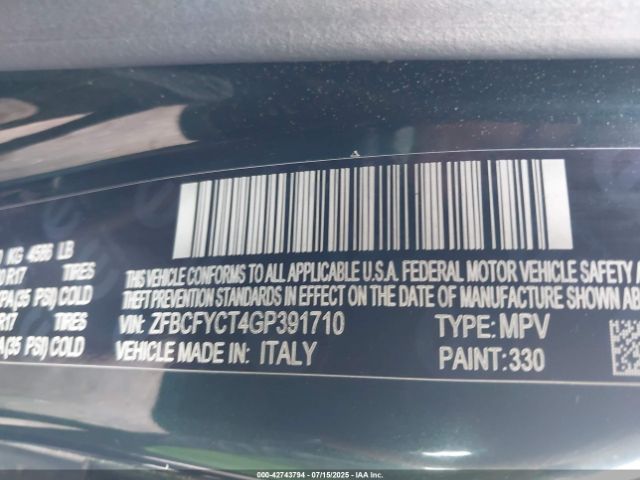 KG 4586 LB
R17 TIRES
PA(35 PSI) COLD
R17 TIRES
A(35 PSI) COLD
THIS VEHICLE CONFORMS TO ALL APPLICABLE U.S.A. FEDERAL MOTOR VEHICLE SAFETY
THEFT PREVENTION STANDARDS IN EFFECT ON THE DATE OF MANUFACTURE SHOWN ABOVE.
VIN: ZFBCFYCT4GP391710 TYPE: MPV
VEHICLE MADE IN: ITALY PAINT: 330
000-42743794 - 07/15/2025 - IAA Inc.